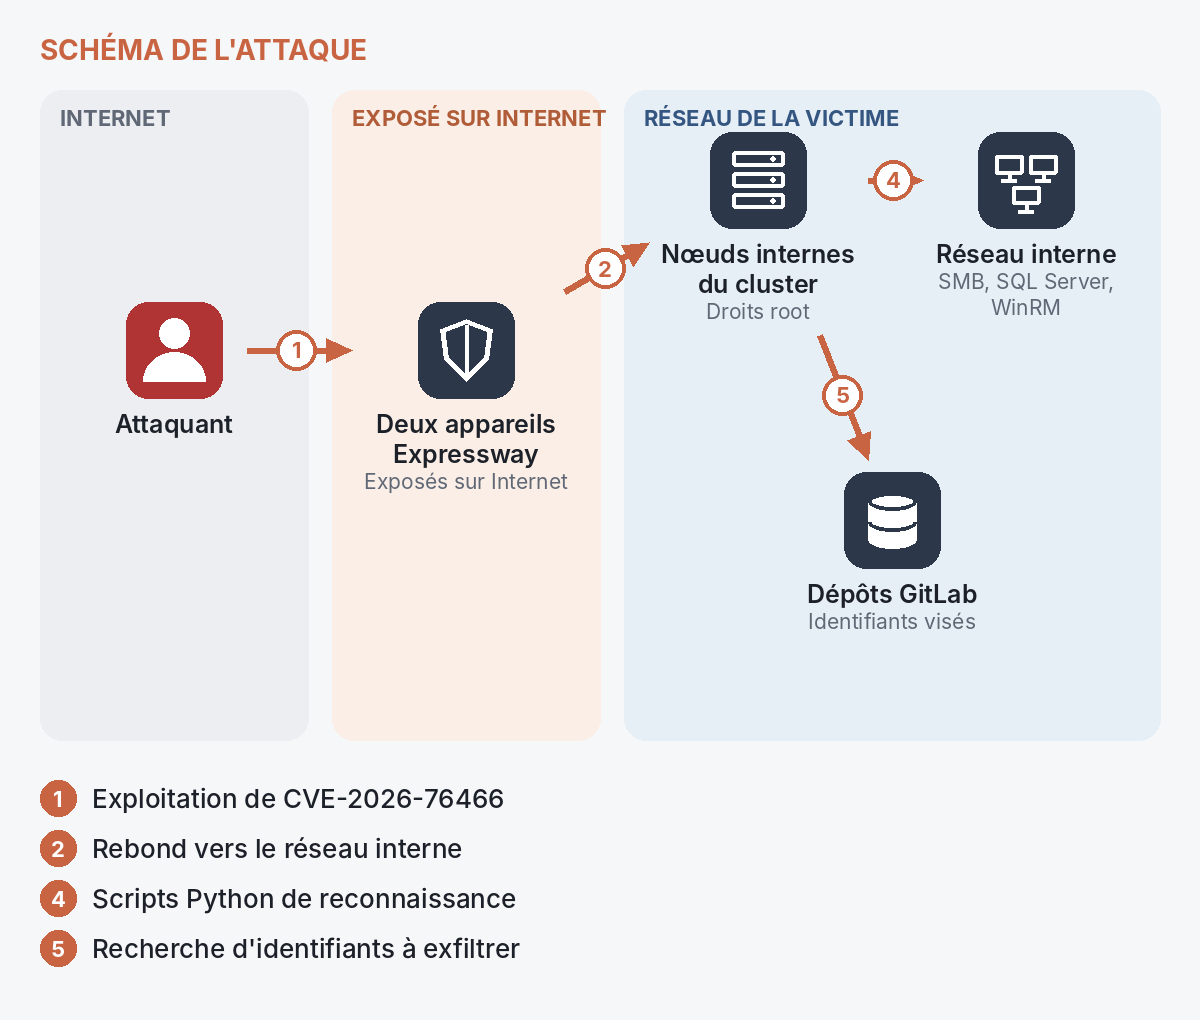 SCHÉMA DE L'ATTAQUE
INTERNET
EXPOSÉ SUR INTERNET
RÉSEAU DE LA VICTIME
4
Nœuds internes
du cluster
Droits root
Réseau interne
SMB, SQL Server,
WinRM
2
1
Attaquant
Deux appareils
Expressway
Exposés sur Internet
5
Dépôts GitLab
Identifiants visés
1 Exploitation de CVE-2026-76466
2 Rebond vers le réseau interne
4 Scripts Python de reconnaissance
5 Recherche d'identifiants à exfiltrer